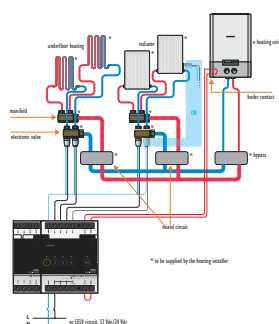 underfloor heating
radiator
* heating unit
manifold
OR
boiler contact
electronic valve
* bypass
mixed circuit
* to be supplied by the heating installer
L
N
or SELV circuit, 12 Vdc/24 Vdc